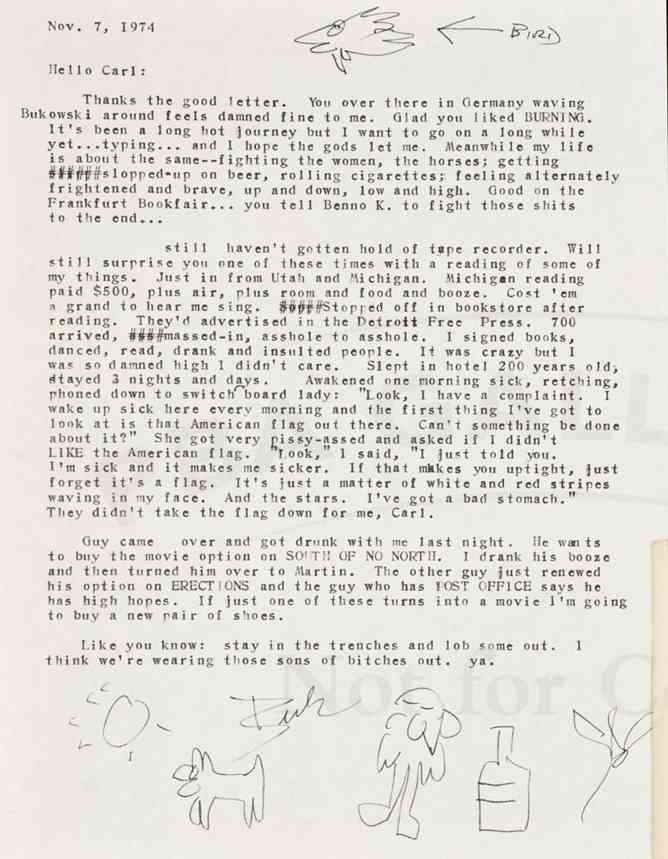 Nov. 7, 1974
BIRD
Hello Carl:
Thanks the good letter. You over there in Germany waving
Bukowski around feels damned fine to me. Glad you liked BURNING.
It's been a long hot journey but I want to go on a long while
yet...typing... and I hope the gods let me. Meanwhile my life
is about the same--fighting the women, the horses; getting
######slopped-up on beer, rolling cigarettes; feeling alternately
frightened and brave, up and down, low and high. Good on the
Frankfurt Bookfair... you tell Benno K. to fight those shits
to the end...
still haven't gotten hold of tape recorder. Will
still surprise you one of these times with a reading of some of
my things. Just in from Utah and Michigan. Michigan reading
paid $500, plus air, plus room and food and booze. Cost 'em
a grand to hear me sing. #####Stopped off in bookstore after
reading. They'd advertised in the Detroit Free Press. 700
arrived, ####massed-in, asshole to asshole. I signed books,
danced, read, drank and insulted people. It was crazy but I
was so damned high I didn't care. Slept in hotel 200 years old,
stayed 3 nights and days. Awakened one morning sick, retching,
phoned down to switch board lady: "Look, I have a complaint. I
wake up sick here every morning and the first thing I've got to
look at is that American flag out there. Can't something be done
about it?" She got very pissy-assed and asked if I didn't
LIKE the American flag. "Look," I said, "I just told you.
I'm sick and it makes me sicker. If that makes you uptight, just
forget it's a flag. It's just a matter of white and red stripes
waving in my face. And the stars. I've got a bad stomach."
They didn't take the flag down for me, Carl.
Guy came over and got drunk with me last night. He wants
to buy the movie option on SOUTH OF NO NORTH. I drank his booze
and then turned him over to Martin. The other guy just renewed
his option on ERECTIONS and the guy who has POST OFFICE says he
has high hopes. If just one of these turns into a movie I'm going
to buy a new pair of shoes.
Like you know: stay in the trenches and lob some out. I
think we're wearing those sons of bitches out. ya.
Buk
Not for C